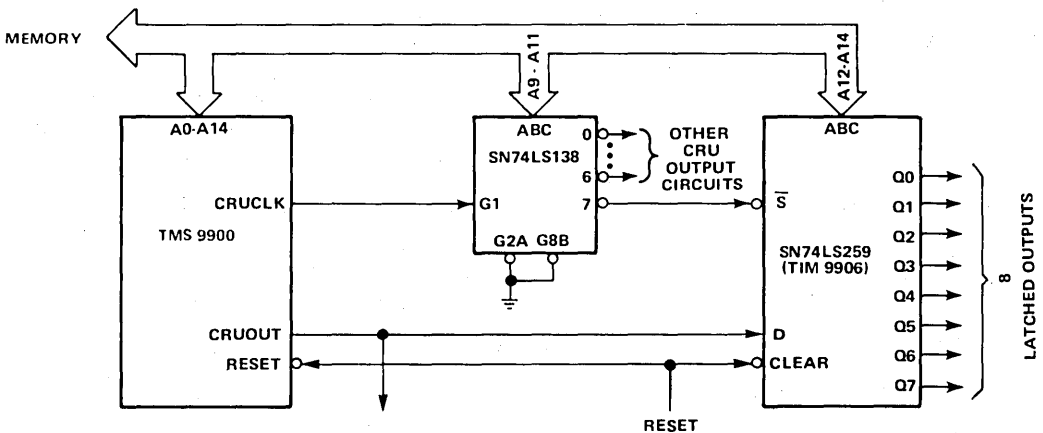 MEMORY
A9 - A11
A12-A14
A0-A14
CRUCLK
TMS 9900
CRUOUT
RESET
ABC
SN74LS138
G1
G2A G8B
0
6
7
OTHER
CRU
OUTPUT
CIRCUITS
ABC
S
SN74LS259
(TIM 9906)
D
CLEAR
Q0
Q1
Q2
Q3
Q4
Q5
Q6
Q7
8
LATCHED OUTPUTS
RESET